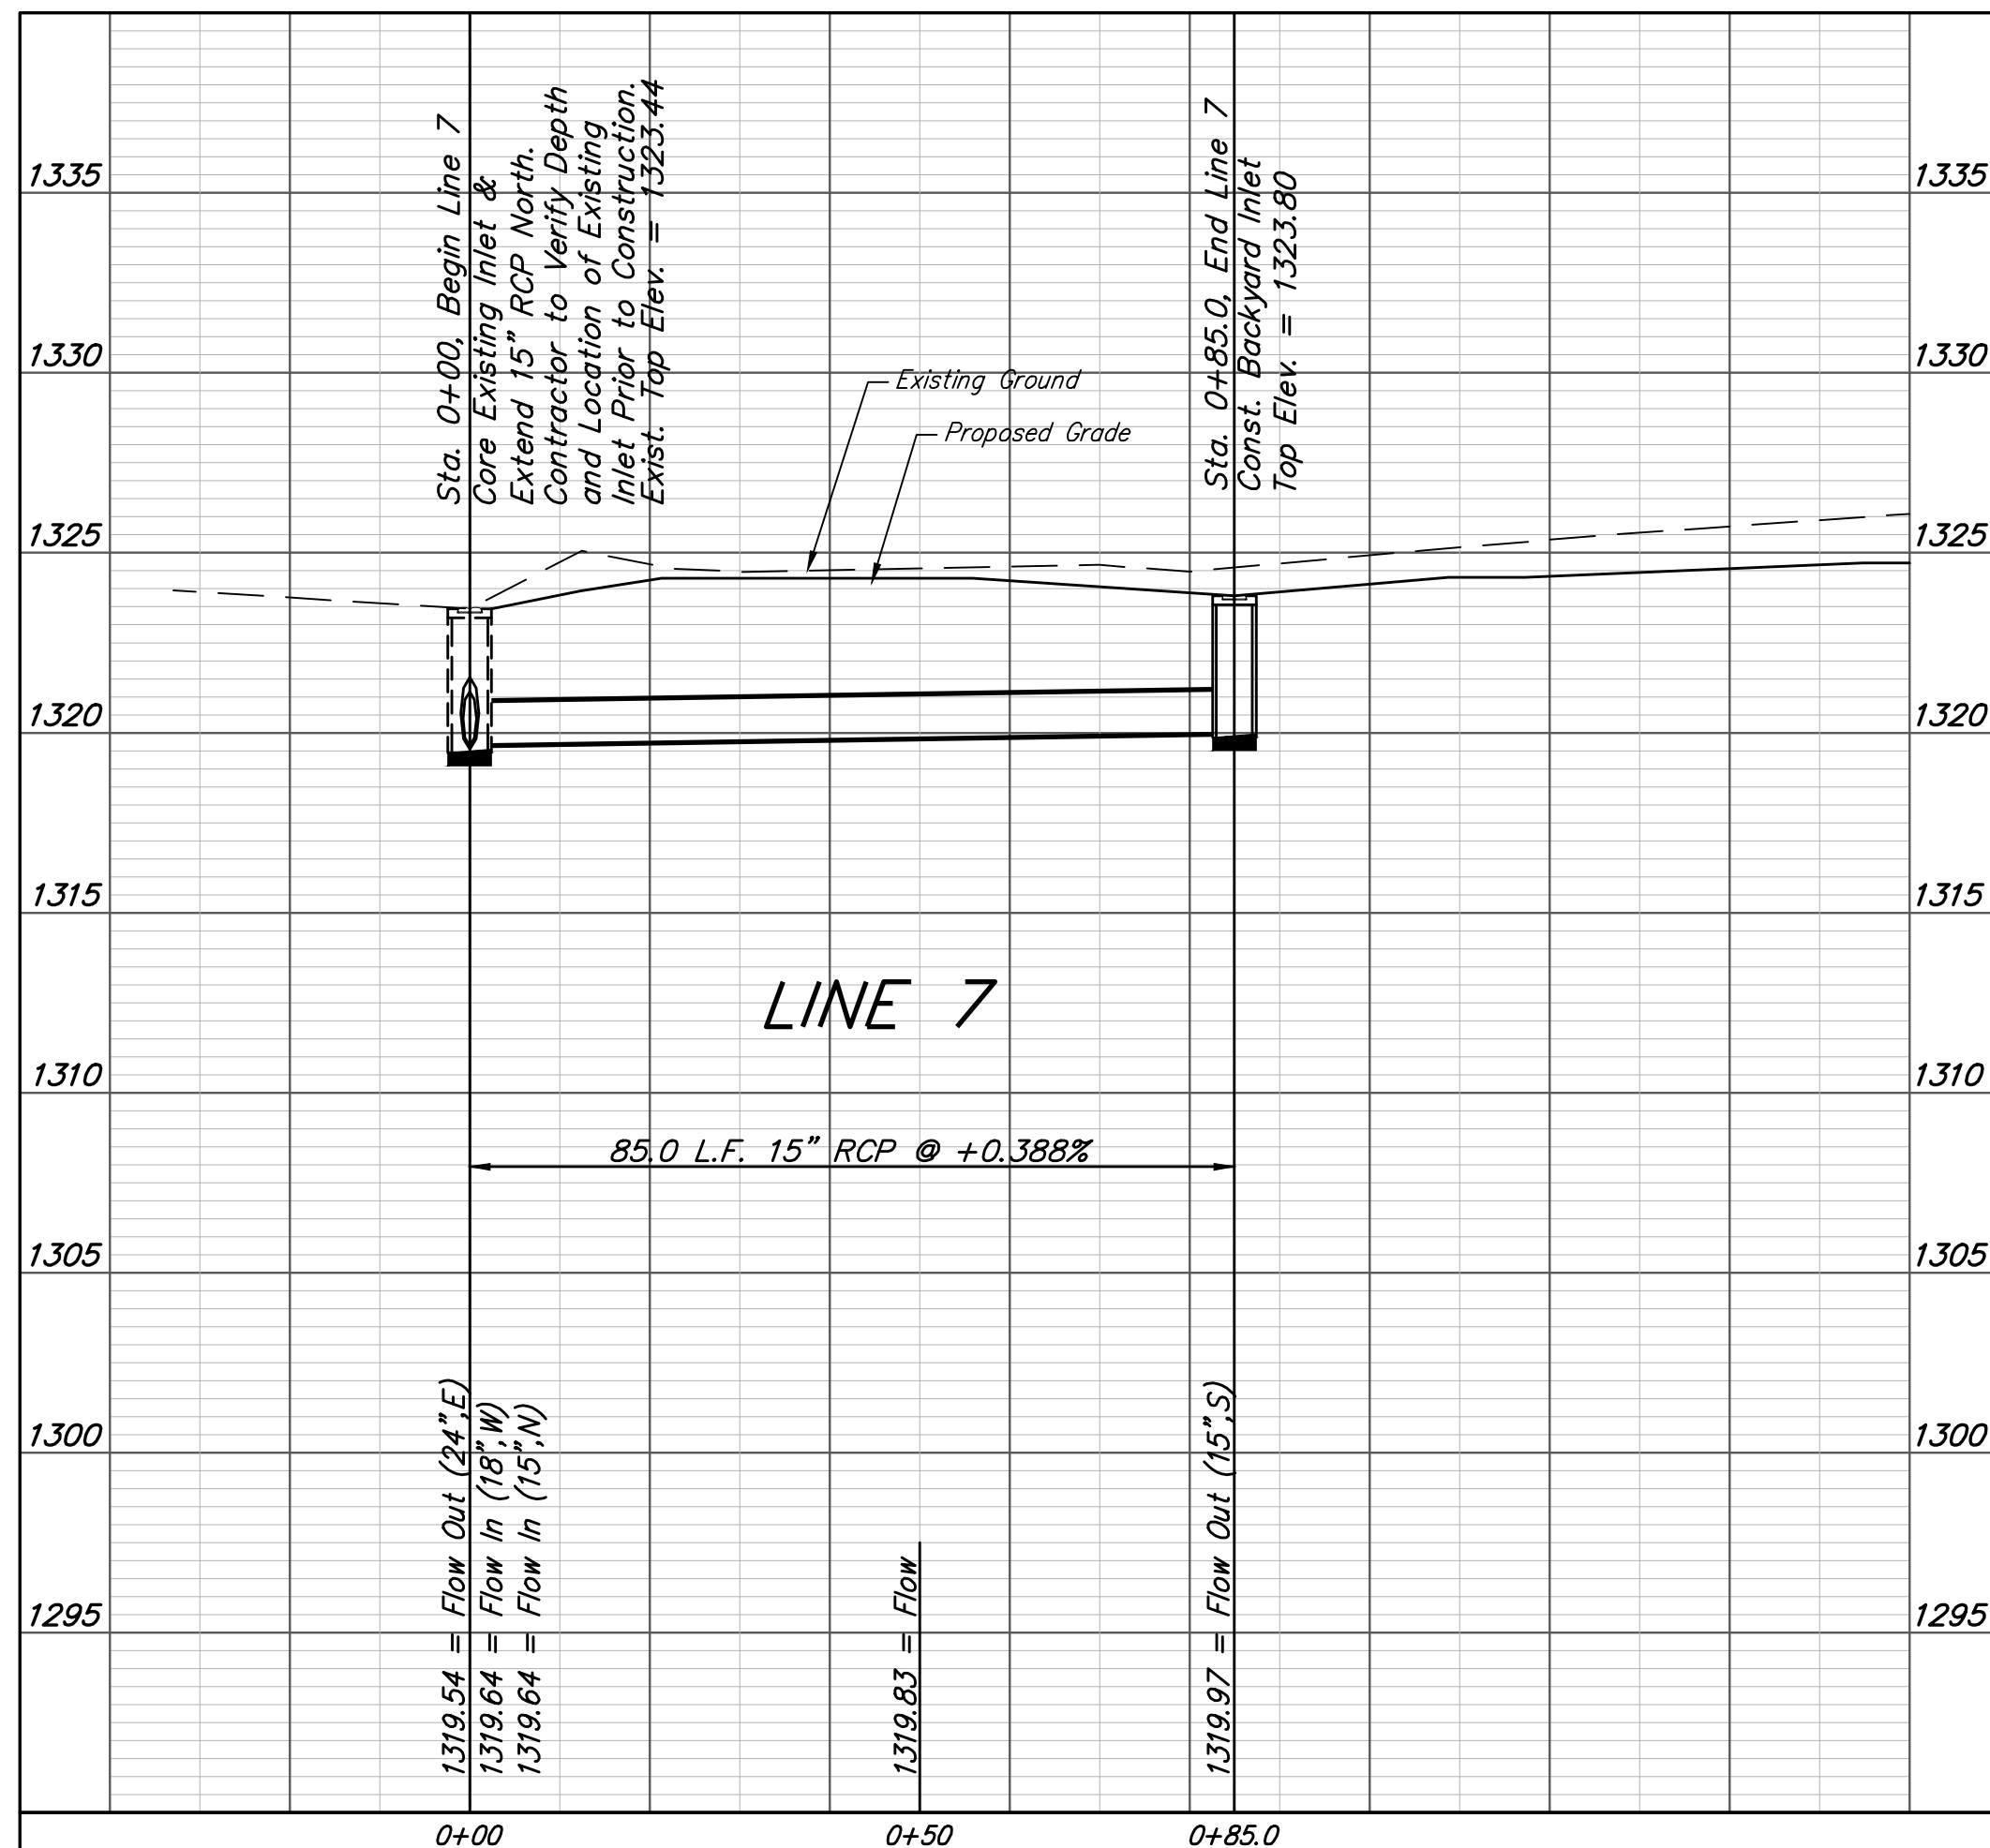 Sta. 0+00, Begin Line 7
Core Existing Inlet &
Extend 15" RCP North.
Contractor to Verify Depth
and Location of Existing
Inlet Prior to Construction.
Exist. Top Elev. = 1323.44
Sta. 0+85.0, End Line 7
Const. Backyard Inlet
Top Elev. = 1323.80
1335
1335
1330
1330
Existing Ground
Proposed Grade
1325
1325
1320
1320
1315
1315
LINE 7
1310
1310
85.0 L.F. 15" RCP @ +0.388%
1305
1305
1300
1300
1295
1295
1319.54 = Flow Out (24",E)
1319.64 = Flow In (18",W)
1319.64 = Flow In (15",N)
1319.83 = Flow
1319.97 = Flow Out (15",S)
0+00
0+50
0+85.0